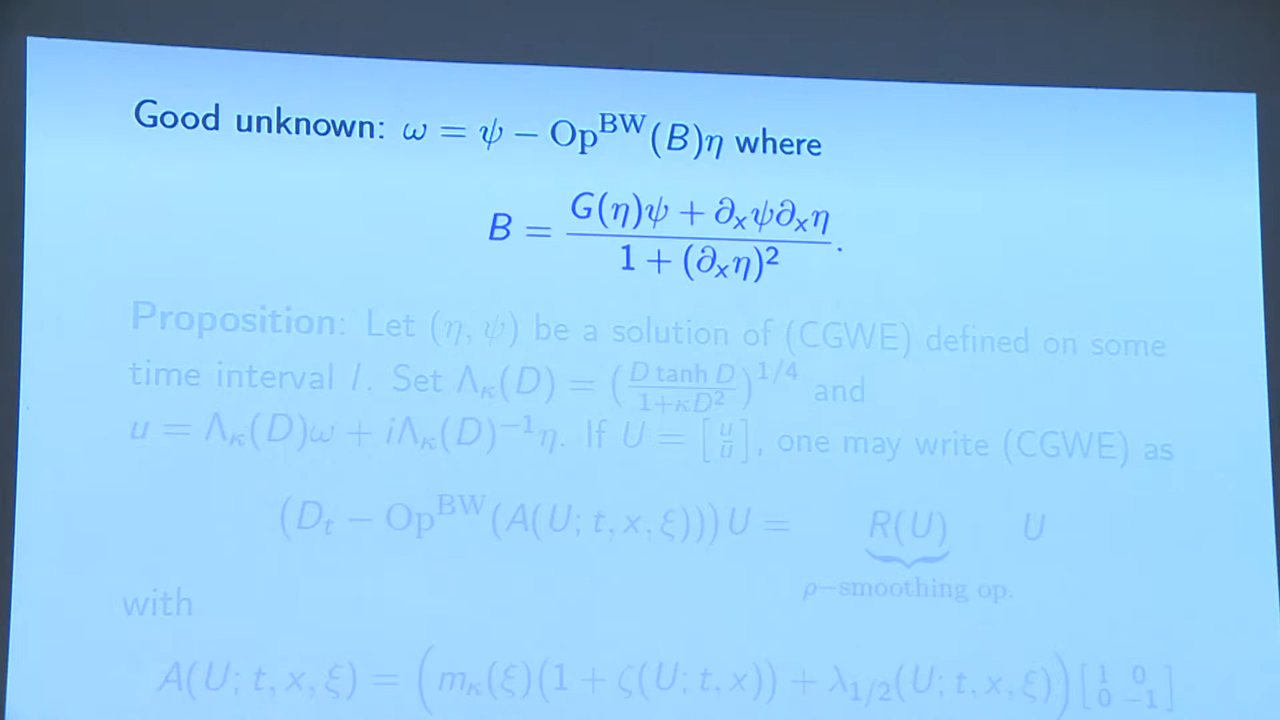 Good unknown: ω = ψ − Op^BW(B)η where
B = (G(η)ψ + ∂ₓψ∂ₓη) / (1 + (∂ₓη)²).
Proposition: Let (η, ψ) be a solution of (CGWE) defined on some
time interval I. Set Λ_κ(D) = (D tanh D / 1+κD²)^1/4 and
u = Λ_κ(D)ω + iΛ_κ(D)⁻¹η. If U = [u ū], one may write (CGWE) as
(D_t − Op^BW(A(U; t, x, ξ)))U = R(U) U
ρ−smoothing op.
with
A(U; t, x, ξ) = (m_κ(ξ)(1 + ζ(U; t, x)) + λ_1/2(U; t, x, ξ)) [1 0 0 −1]